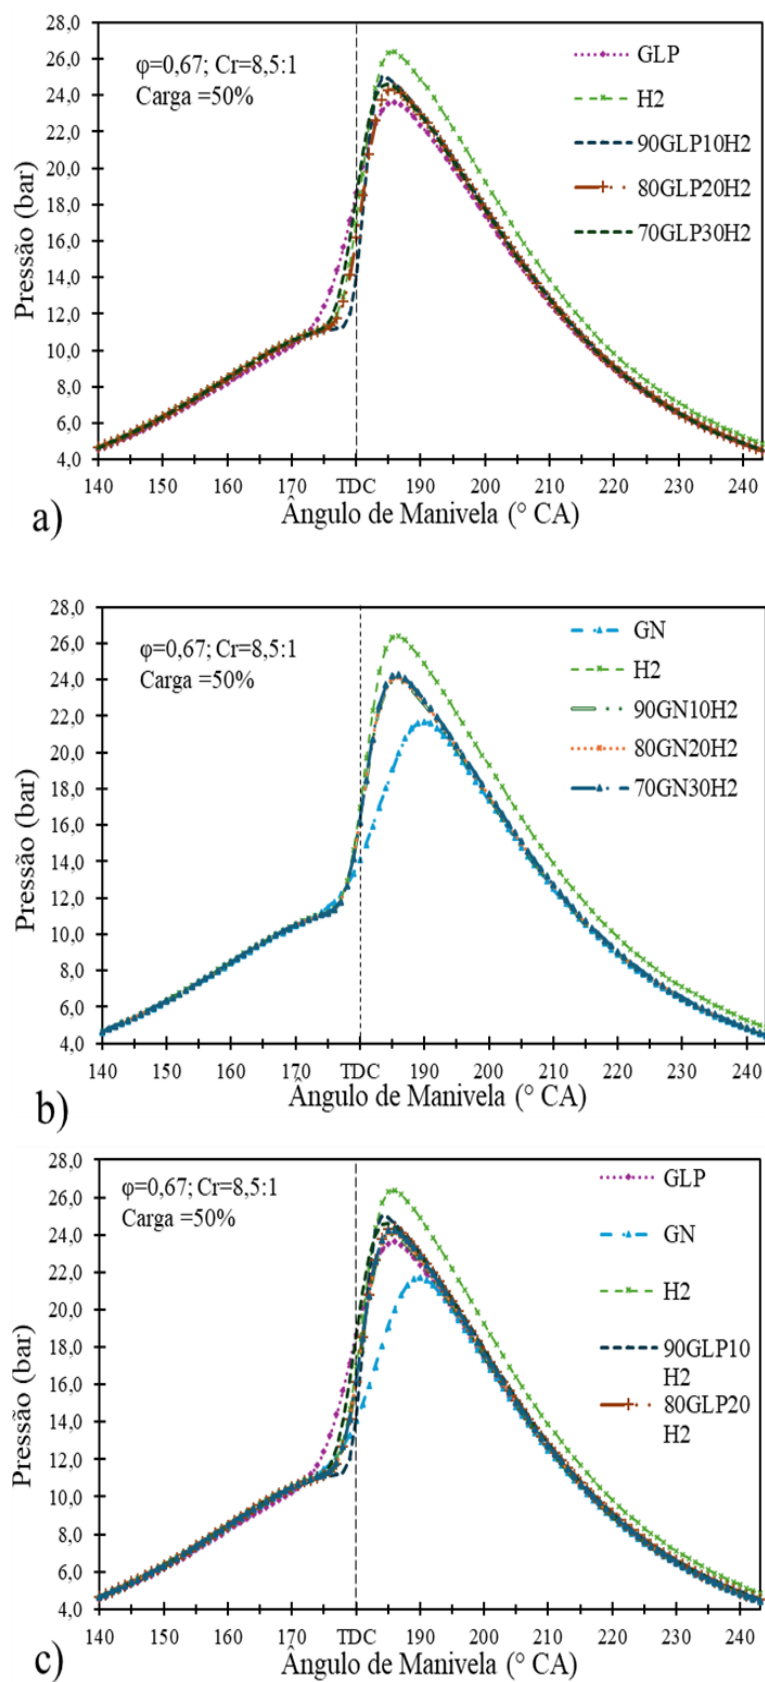 28,0
26,0
24,0
22,0
20,0
18,0
16,0
14,0
12,0
10,0
8,0
6,0
4,0
Pressão (bar)
φ=0,67; Cr=8,5:1
Carga =50%
GLP
H2
90GLP10H2
80GLP20H2
70GLP30H2
140 150 160 170 TDC 190 200 210 220 230 240
Ângulo de Manivela (° CA)
a)
28,0
26,0
24,0
22,0
20,0
18,0
16,0
14,0
12,0
10,0
8,0
6,0
4,0
Pressão (bar)
φ=0,67; Cr=8,5:1
Carga =50%
GN
H2
90GN10H2
80GN20H2
70GN30H2
140 150 160 170 TDC 190 200 210 220 230 240
Ângulo de Manivela (° CA)
b)
28,0
26,0
24,0
22,0
20,0
18,0
16,0
14,0
12,0
10,0
8,0
6,0
4,0
Pressão (bar)
φ=0,67; Cr=8,5:1
Carga =50%
GLP
GN
H2
90GLP10
H2
80GLP20
H2
140 150 160 170 TDC 190 200 210 220 230 240
Ângulo de Manivela (° CA)
c)